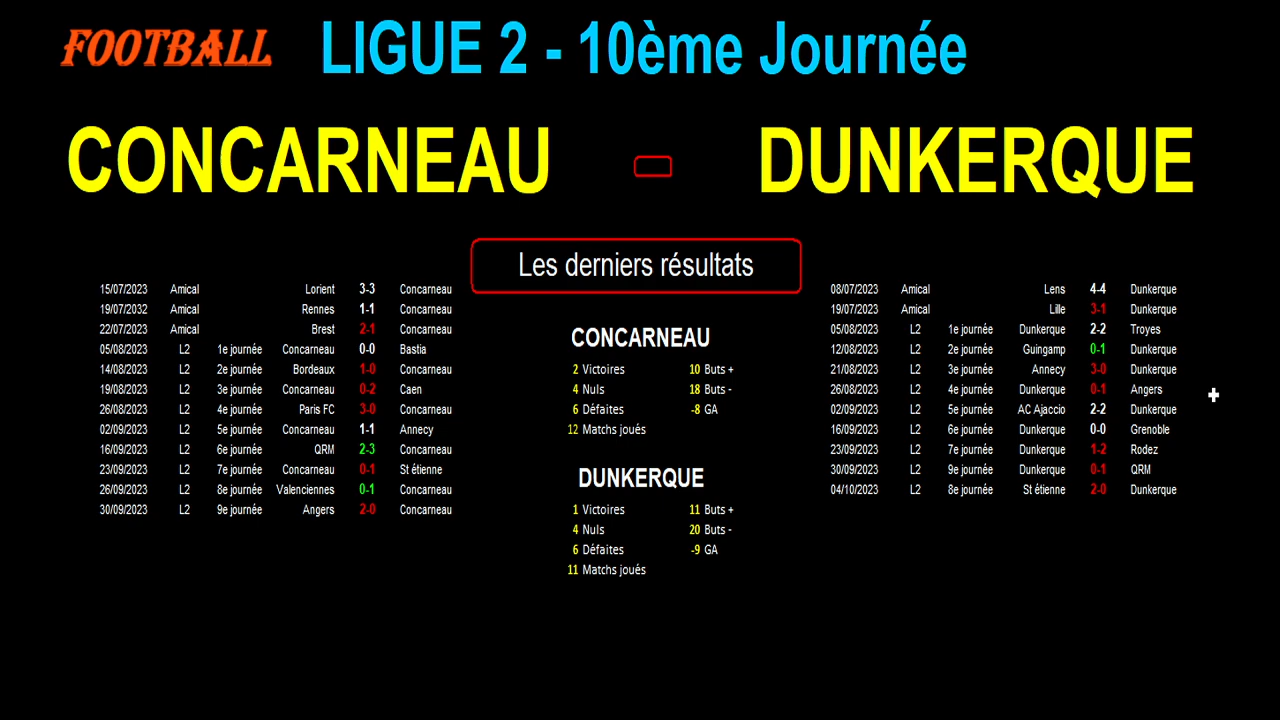 FOOTBALL LIGUE 2 - 10ème Journée
CONCARNEAU - DUNKERQUE
Les derniers résultats
15/07/2023 Amical Lorient 3-3 Concarneau
19/07/2032 Amical Rennes 1-1 Concarneau
22/07/2023 Amical Brest 2-1 Concarneau
05/08/2023 L2 1e journée Concarneau 0-0 Bastia
14/08/2023 L2 2e journée Bordeaux 1-0 Concarneau
19/08/2023 L2 3e journée Concarneau 0-2 Caen
26/08/2023 L2 4e journée Paris FC 3-0 Concarneau
02/09/2023 L2 5e journée Concarneau 1-1 Annecy
16/09/2023 L2 6e journée QRM 2-3 Concarneau
23/09/2023 L2 7e journée Concarneau 0-1 St étienne
26/09/2023 L2 8e journée Valenciennes 0-1 Concarneau
30/09/2023 L2 9e journée Angers 2-0 Concarneau
CONCARNEAU
2 Victoires 10 Buts +
4 Nuls 18 Buts -
6 Défaites -8 GA
12 Matchs joués
DUNKERQUE
1 Victoires 11 Buts +
4 Nuls 20 Buts -
6 Défaites -9 GA
11 Matchs joués
08/07/2023 Amical Lens 4-4 Dunkerque
19/07/2023 Amical Lille 3-1 Dunkerque
05/08/2023 L2 1e journée Dunkerque 2-2 Troyes
12/08/2023 L2 2e journée Guingamp 0-1 Dunkerque
21/08/2023 L2 3e journée Annecy 3-0 Dunkerque
26/08/2023 L2 4e journée Dunkerque 0-1 Angers
02/09/2023 L2 5e journée AC Ajaccio 2-2 Dunkerque
16/09/2023 L2 6e journée Dunkerque 0-0 Grenoble
23/09/2023 L2 7e journée Dunkerque 1-2 Rodez
30/09/2023 L2 9e journée Dunkerque 0-1 QRM
04/10/2023 L2 8e journée St étienne 2-0 Dunkerque